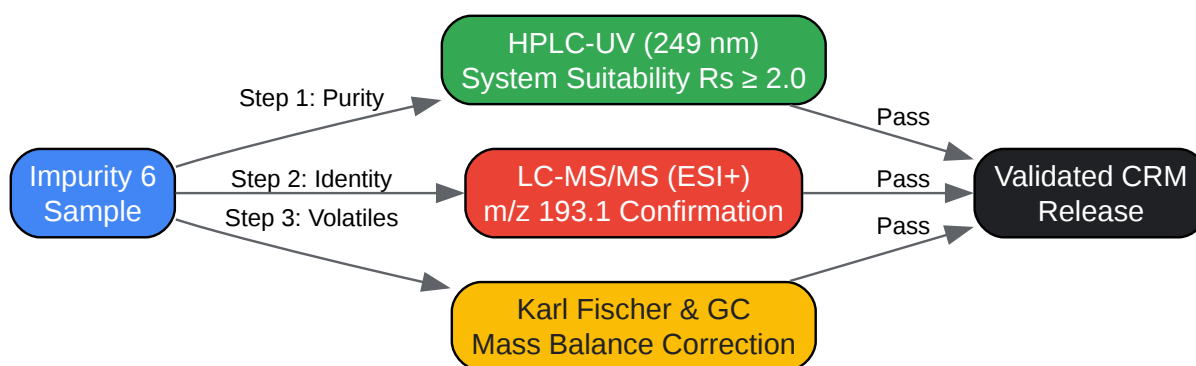 HPLC-UV (249 nm)
System Suitability Rs ≥ 2.0
Step 1: Purity
Pass
Impurity 6
Sample
Step 2: Identity
LC-MS/MS (ESI+)
m/z 193.1 Confirmation
Pass
Validated CRM
Release
Step 3: Volatiles
Pass
Karl Fischer & GC
Mass Balance Correction